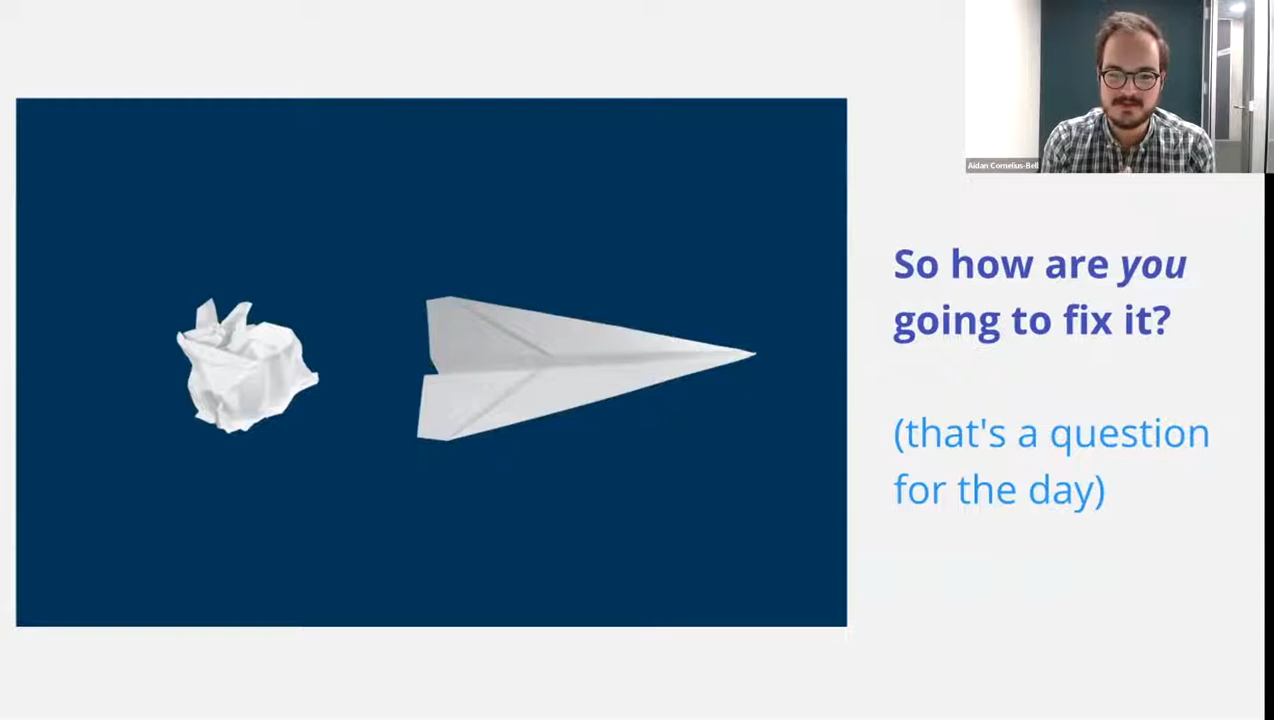 Aidan Cornelius-Bell
So how are you
going to fix it?
(that's a question
for the day)